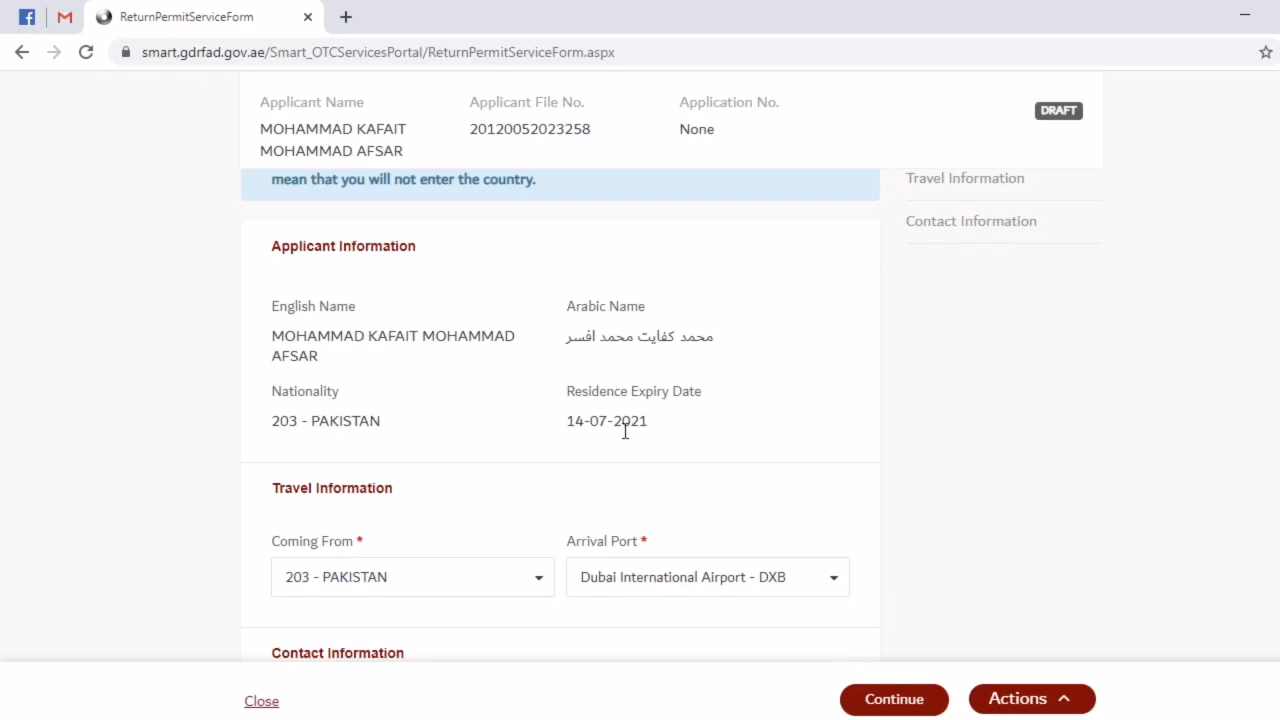 ReturnPermitServiceForm
smart.gdrfad.gov.ae/Smart_OTCServicesPortal/ReturnPermitServiceForm.aspx
Applicant Name
Applicant File No.
Application No.
DRAFT
MOHAMMAD KAFAIT
MOHAMMAD AFSAR
20120052023258
None
mean that you will not enter the country.
Travel Information
Contact Information
Applicant Information
English Name
Arabic Name
MOHAMMAD KAFAIT MOHAMMAD
AFSAR
محمد كفايت محمد افسر
Nationality
Residence Expiry Date
203 - PAKISTAN
14-07-2021
Travel Information
Coming From *
Arrival Port *
203 - PAKISTAN
Dubai International Airport - DXB
Contact Information
Close
Continue
Actions